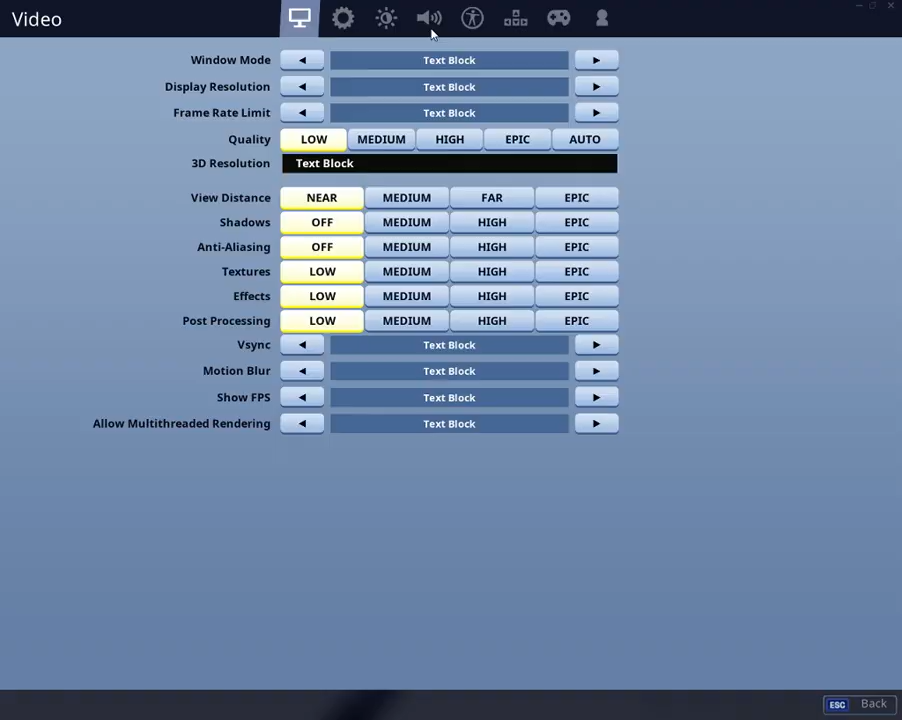 Video
Window Mode ◄ Text Block ►
Display Resolution ◄ Text Block ►
Frame Rate Limit ◄ Text Block ►
Quality LOW MEDIUM HIGH EPIC AUTO
3D Resolution Text Block
View Distance NEAR MEDIUM FAR EPIC
Shadows OFF MEDIUM HIGH EPIC
Anti-Aliasing OFF MEDIUM HIGH EPIC
Textures LOW MEDIUM HIGH EPIC
Effects LOW MEDIUM HIGH EPIC
Post Processing LOW MEDIUM HIGH EPIC
Vsync ◄ Text Block ►
Motion Blur ◄ Text Block ►
Show FPS ◄ Text Block ►
Allow Multithreaded Rendering ◄ Text Block ►
ESC Back